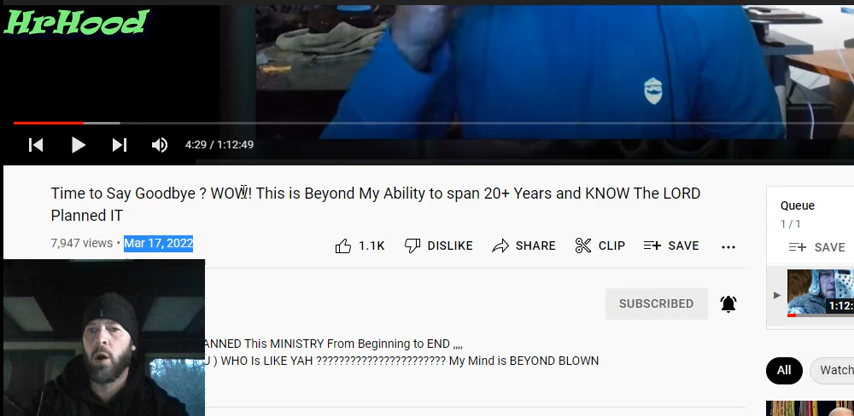 HrHood
4:29 / 1:12:49
Time to Say Goodbye ? WOW!! This is Beyond My Ability to span 20+ Years and KNOW The LORD
Planned IT
7,947 views • Mar 17, 2022
1.1K DISLIKE SHARE CLIP SAVE ...
SUBSCRIBED
ANNED This MINISTRY From Beginning to END ,,,,
J ) WHO Is LIKE YAH ??????????????????????? My Mind is BEYOND BLOWN
Queue
1 / 1
SAVE
1:12:
All Watch